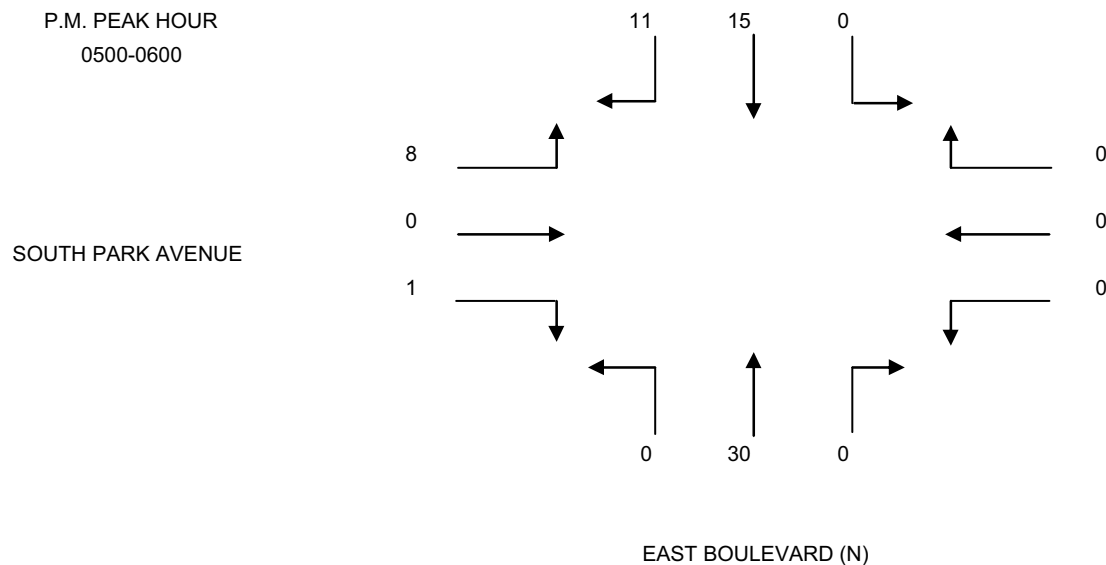 P.M. PEAK HOUR
0500-0600
11 15 0
8 0
0 0
SOUTH PARK AVENUE
1 0
0 30 0
EAST BOULEVARD (N)